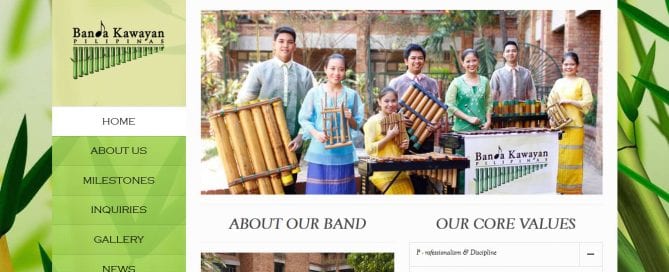 Banda Kawayan
PILIPINAS
HOME
ABOUT US
MILESTONES
INQUIRIES
GALLERY
NEWS
Banda Kawayan
PILIPINAS
ABOUT OUR BAND
OUR CORE VALUES
P - rofessionalism & Discipline